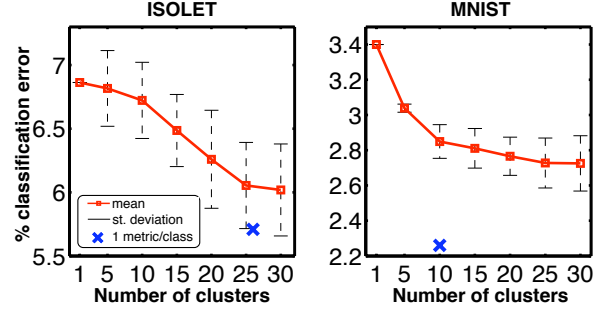 ISOLET
% classification error
7
6.5
6
5.5
mean
st. deviation
1 metric/class
1 5 10 15 20 25 30
Number of clusters
MNIST
3.4
3.2
3
2.8
2.6
2.4
2.2
1 5 10 15 20 25 30
Number of clusters